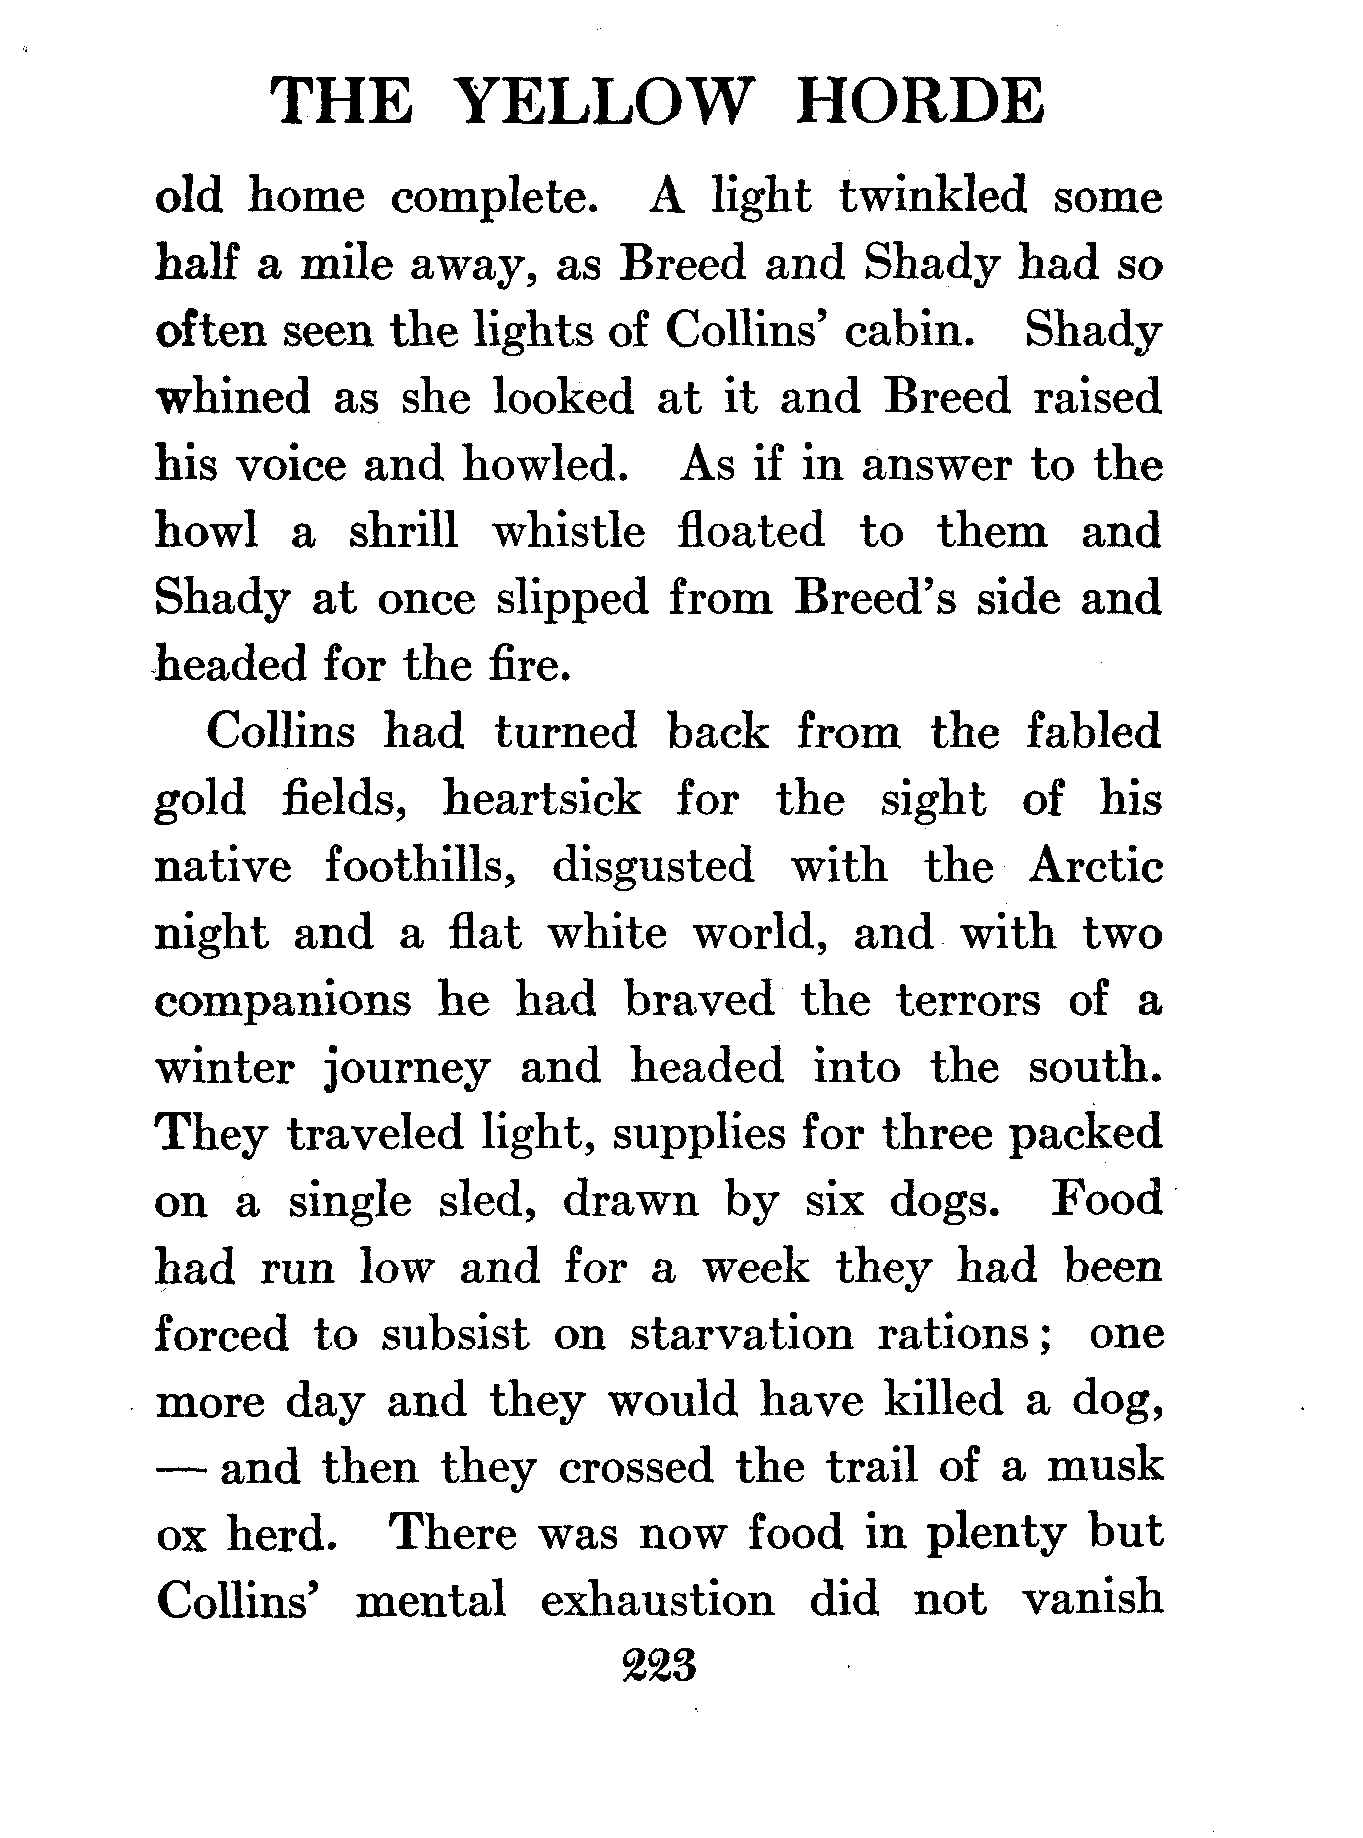 THE YELLOW HORDE
old home complete. A light twinkled some
half a mile away, as Breed and Shady had so
often seen the lights of Collins' cabin. Shady
whined as she looked at it and Breed raised
his voice and howled. As if in answer to the
howl a shrill whistle floated to them and
Shady at once slipped from Breed's side and
headed for the fire.
Collins had turned back from the fabled
gold fields, heartsick for the sight of his
native foothills, disgusted with the Arctic
night and a flat white world, and with two
companions he had braved the terrors of a
winter journey and headed into the south.
They traveled light, supplies for three packed
on a single sled, drawn by six dogs. Food
had run low and for a week they had been
forced to subsist on starvation rations; one
more day and they would have killed a dog,
— and then they crossed the trail of a musk
ox herd. There was now food in plenty but
Collins' mental exhaustion did not vanish
223